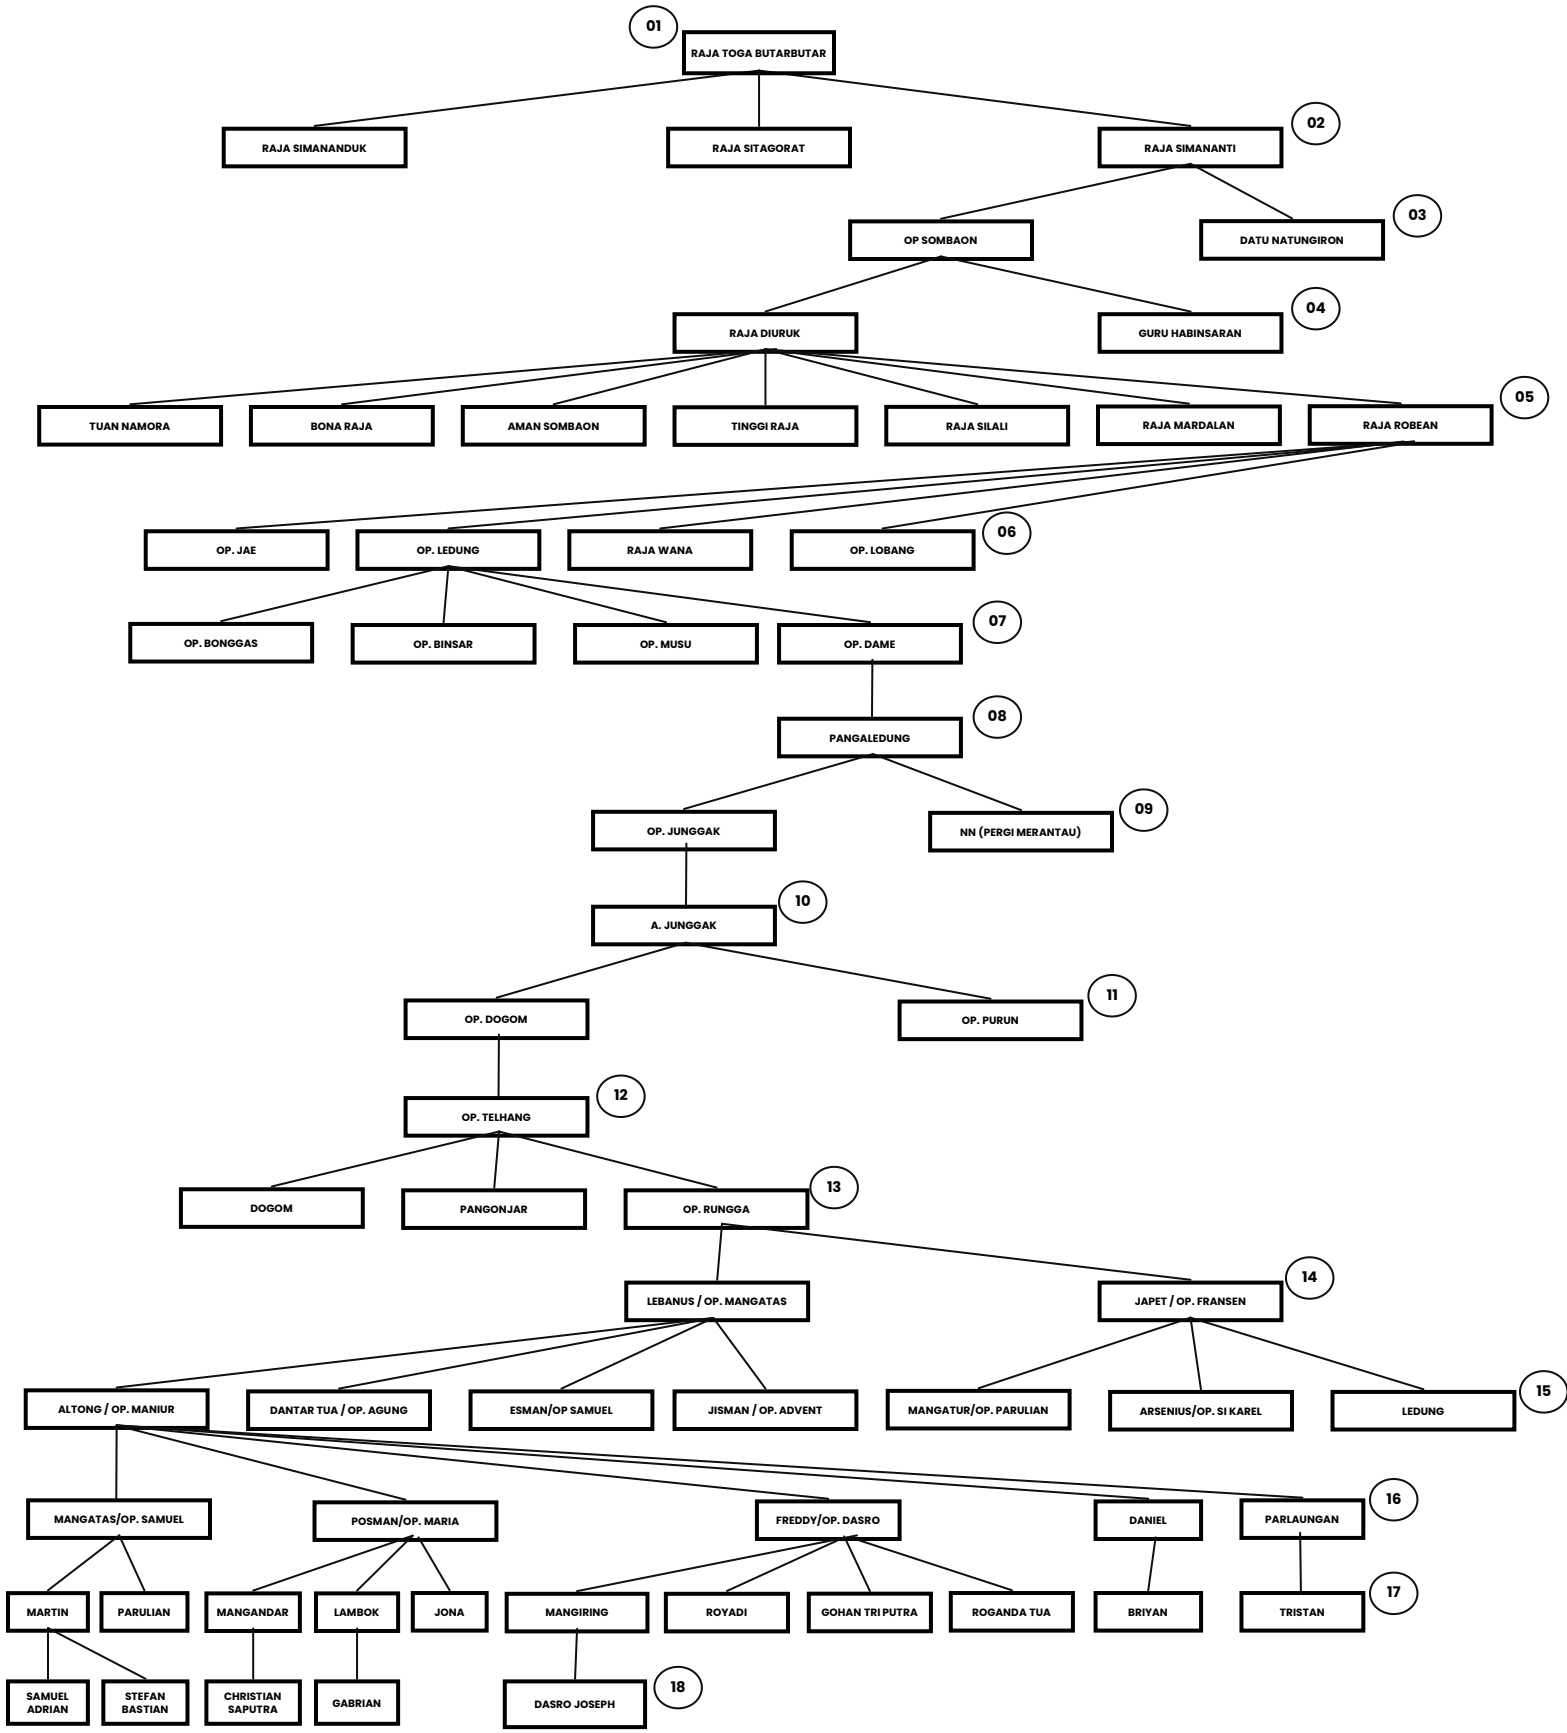 01
RAJA TOGA BUTARBUTAR
02
RAJA SIMANANDUK
RAJA SITAGORAT
RAJA SIMANANTI
03
OP SOMBAON
DATU NATUNGIRON
04
RAJA DIURUK
GURU HABINSARAN
05
TUAN NAMORA
BONA RAJA
AMAN SOMBAON
TINGGI RAJA
RAJA SILALI
RAJA MARDALAN
RAJA ROBEAN
06
OP. JAE
OP. LEDUNG
RAJA WANA
OP. LOBANG
07
OP. BONGGAS
OP. BINSAR
OP. MUSU
OP. DAME
08
PANGALEDUNG
09
OP. JUNGGAK
NN (PERGI MERANTAU)
10
A. JUNGGAK
11
OP. DOGOM
OP. PURUN
12
OP. TELHANG
13
DOGOM
PANGONJAR
OP. RUNGGA
14
LEBANUS / OP. MANGATAS
JAPET / OP. FRANSEN
15
ALTONG / OP. MANIUR
DANTAR TUA / OP. AGUNG
ESMAN/OP SAMUEL
JISMAN / OP. ADVENT
MANGATUR/OP. PARULIAN
ARSENIUS/OP. SI KAREL
LEDUNG
16
MANGATAS/OP. SAMUEL
POSMAN/OP. MARIA
FREDDY/OP. DASRO
DANIEL
PARLAUNGAN
17
MARTIN
PARULIAN
MANGANDAR
LAMBOK
JONA
MANGIRING
ROYADI
GOHAN TRI PUTRA
ROGANDA TUA
BRIYAN
TRISTAN
18
SAMUEL
ADRIAN
STEFAN
BASTIAN
CHRISTIAN
SAPUTRA
GABRIAN
DASRO JOSEPH